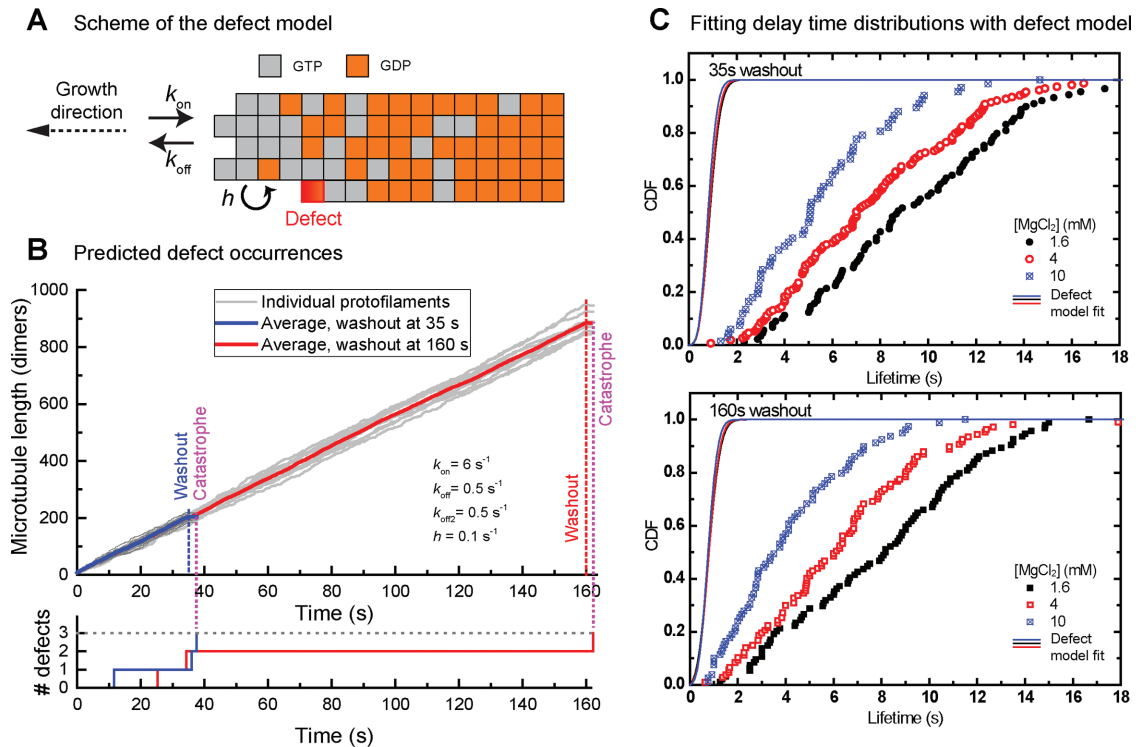 A Scheme of the defect model
GTP GDP
Growth
direction
kon
koff
h
Defect
B Predicted defect occurrences
1000
800
600
400
200
0
Microtubule length (dimers)
Individual protofilaments
Average, washout at 35 s
Average, washout at 160 s
Washout
Catastrophe
kon= 6 s-1
koff= 0.5 s-1
koff2= 0.5 s-1
h = 0.1 s-1
Washout
Catastrophe
0 20 40 60 80 100 120 140 160
Time (s)
# defects
3
2
1
0
0 20 40 60 80 100 120 140 160
Time (s)
C Fitting delay time distributions with defect model
35s washout
1.0
0.8
0.6
0.4
0.2
0.0
CDF
[MgCl2] (mM)
1.6
4
10
Defect
model fit
0 2 4 6 8 10 12 14 16 18
Lifetime (s)
160s washout
1.0
0.8
0.6
0.4
0.2
0.0
CDF
[MgCl2] (mM)
1.6
4
10
Defect
model fit
0 2 4 6 8 10 12 14 16 18
Lifetime (s)